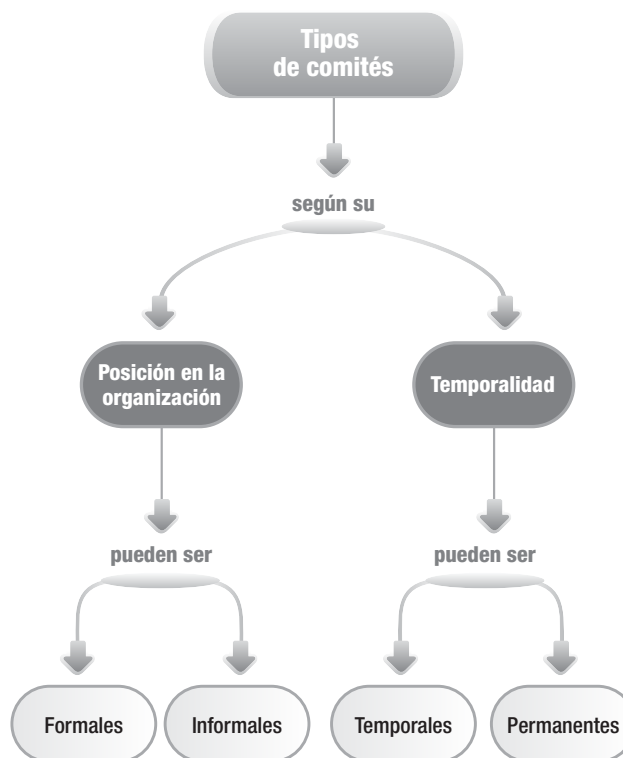 Tipos
de comités
según su
Posición en la
organización
Temporalidad
pueden ser
pueden ser
Formales
Informales
Temporales
Permanentes